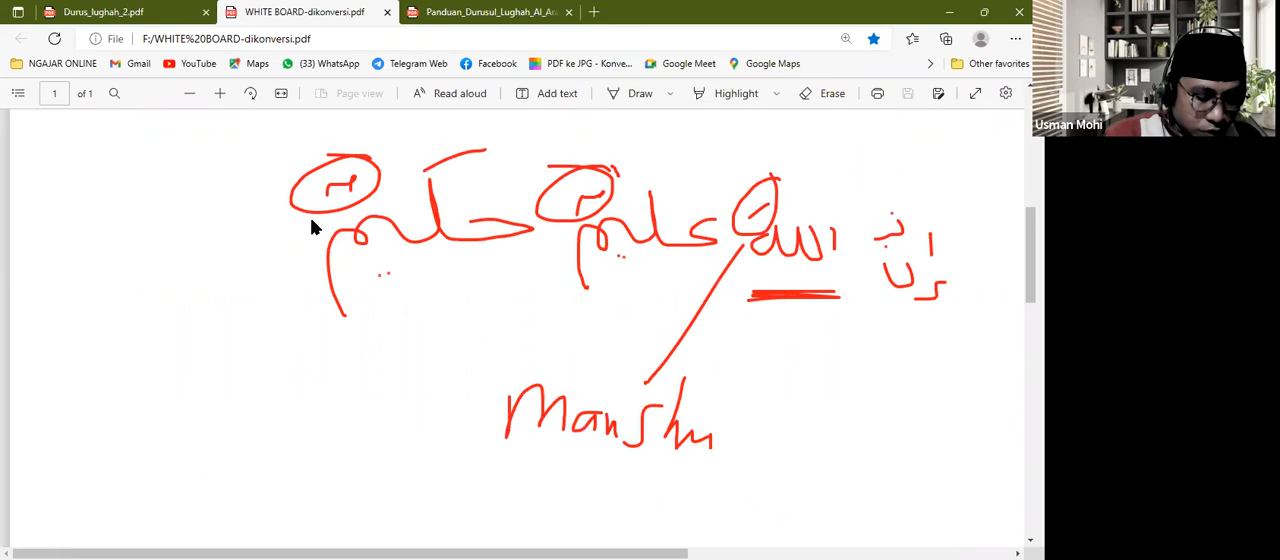 Durus_lughah_2.pdf WHITE BOARD-dikonversi.pdf Panduan_Durusul_Lughah_Al_Ara
File F:/WHITE%20BOARD-dikonversi.pdf
NGAJAR ONLINE Gmail YouTube Maps (33) WhatsApp Telegram Web Facebook PDF ke JPG - Konve... Google Meet Google Maps Other favorites
1 of 1 Page view Read aloud Add text Draw Highlight Erase
Usman Mohi
الله عليم حكيم
Manshu